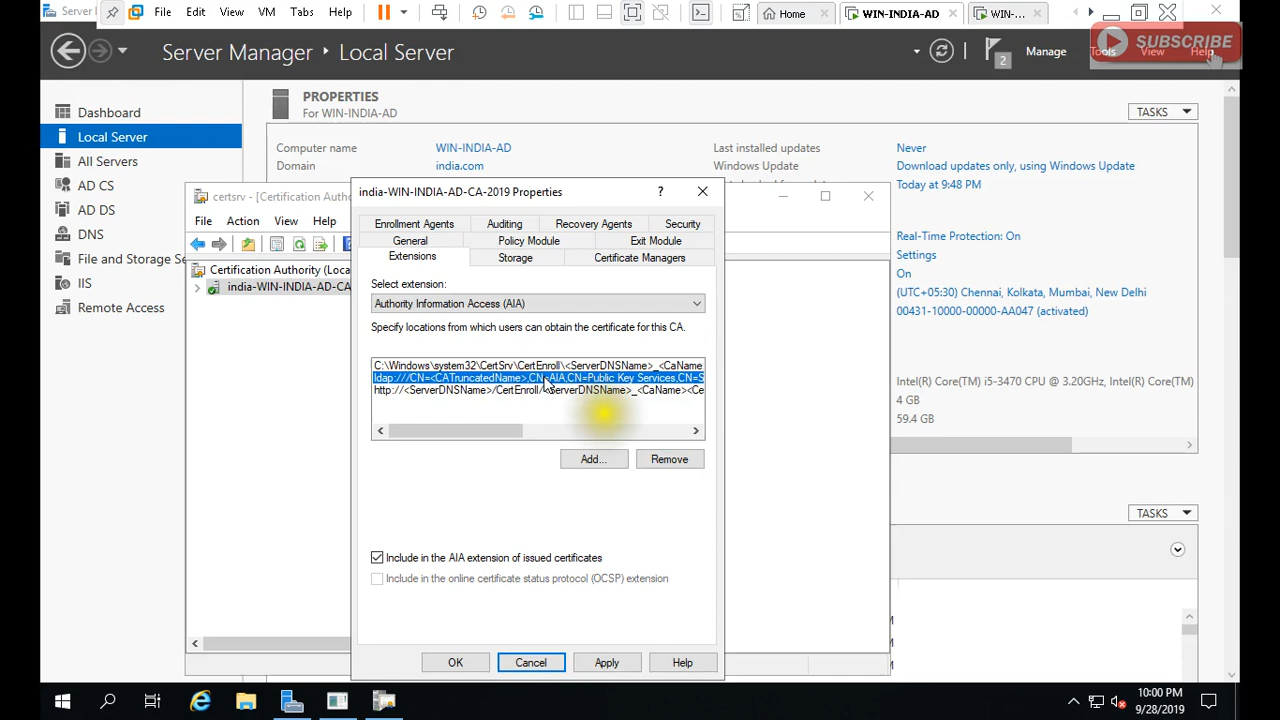 Server I
File Edit View VM Tabs Help
Home
WIN-INDIA-AD
WIN-...
SUBSCRIBE
Server Manager Local Server
2
Manage Tools View Help
Dashboard
Local Server
All Servers
AD CS
AD DS
DNS
File and Storage Se
IIS
Remote Access
PROPERTIES
For WIN-INDIA-AD
TASKS
Computer name WIN-INDIA-AD
Domain india.com
Last installed updates Never
Windows Update Download updates only, using Windows Update
Today at 9:48 PM
Real-Time Protection: On
Settings
On
(UTC+05:30) Chennai, Kolkata, Mumbai, New Delhi
00431-10000-00000-AA047 (activated)
Intel(R) Core(TM) i5-3470 CPU @ 3.20GHz, Intel(R)
4 GB
59.4 GB
TASKS
certsrv - [Certification Autho
File Action View Help
Certification Authority (Loca
india-WIN-INDIA-AD-CA
india-WIN-INDIA-AD-CA-2019 Properties
Enrollment Agents Auditing Recovery Agents Security
General Policy Module Exit Module
Extensions Storage Certificate Managers
Select extension:
Authority Information Access (AIA)
Specify locations from which users can obtain the certificate for this CA.
C:\Windows\system32\CertSrv\CertEnroll\<ServerDNSName>_<CaName
ldap:///CN=<CATruncatedName>,CN=AIA,CN=Public Key Services,CN=S
http://<ServerDNSName>/CertEnroll/<ServerDNSName>_<CaName><Ce
Add... Remove
Include in the AIA extension of issued certificates
Include in the online certificate status protocol (OCSP) extension
OK Cancel Apply Help
10:00 PM
9/28/2019